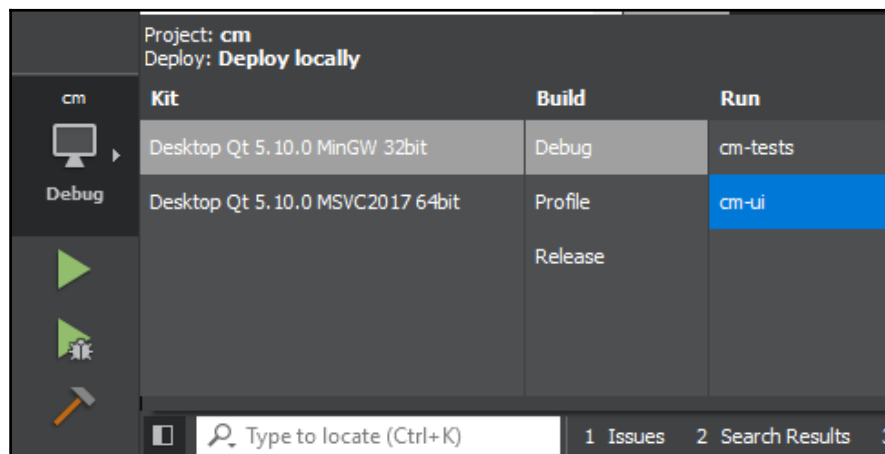 Project: cm
Deploy: Deploy locally
cm
Kit
Build
Run
Desktop Qt 5.10.0 MinGW 32bit
Debug
cm-tests
Debug
Desktop Qt 5.10.0 MSVC2017 64bit
Profile
cm-ui
Release
Type to locate (Ctrl+K)
1 Issues
2 Search Results